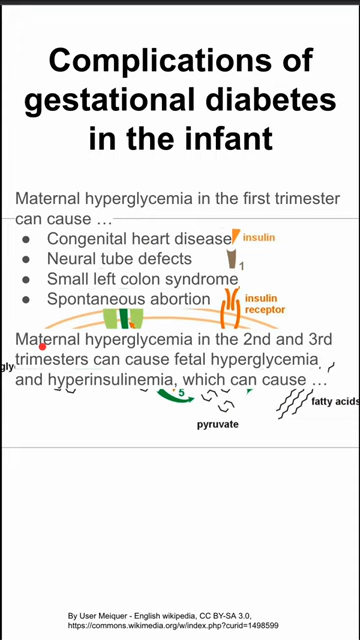 Complications of
gestational diabetes
in the infant
Maternal hyperglycemia in the first trimester
can cause …
● Congenital heart disease
insulin
● Neural tube defects
1
● Small left colon syndrome
● Spontaneous abortion
insulin
receptor
Maternal hyperglycemia in the 2nd and 3rd
trimesters can cause fetal hyperglycemia
gly
and hyperinsulinemia, which can cause …
5
fatty acids
pyruvate
By User Meiquer - English wikipedia, CC BY-SA 3.0,
https://commons.wikimedia.org/w/index.php?curid=1498599